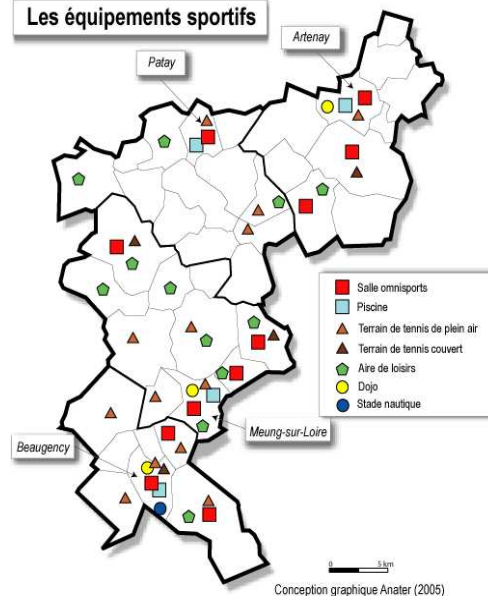 Les équipements sportifs
Artenay
Patay
Salle omnisports
Piscine
Terrain de tennis de plein air
Terrain de tennis couvert
Aire de loisirs
Dojo
Stade nautique
Meung-sur-Loire
Beaugency
0 5 km
Conception graphique Anater (2005)